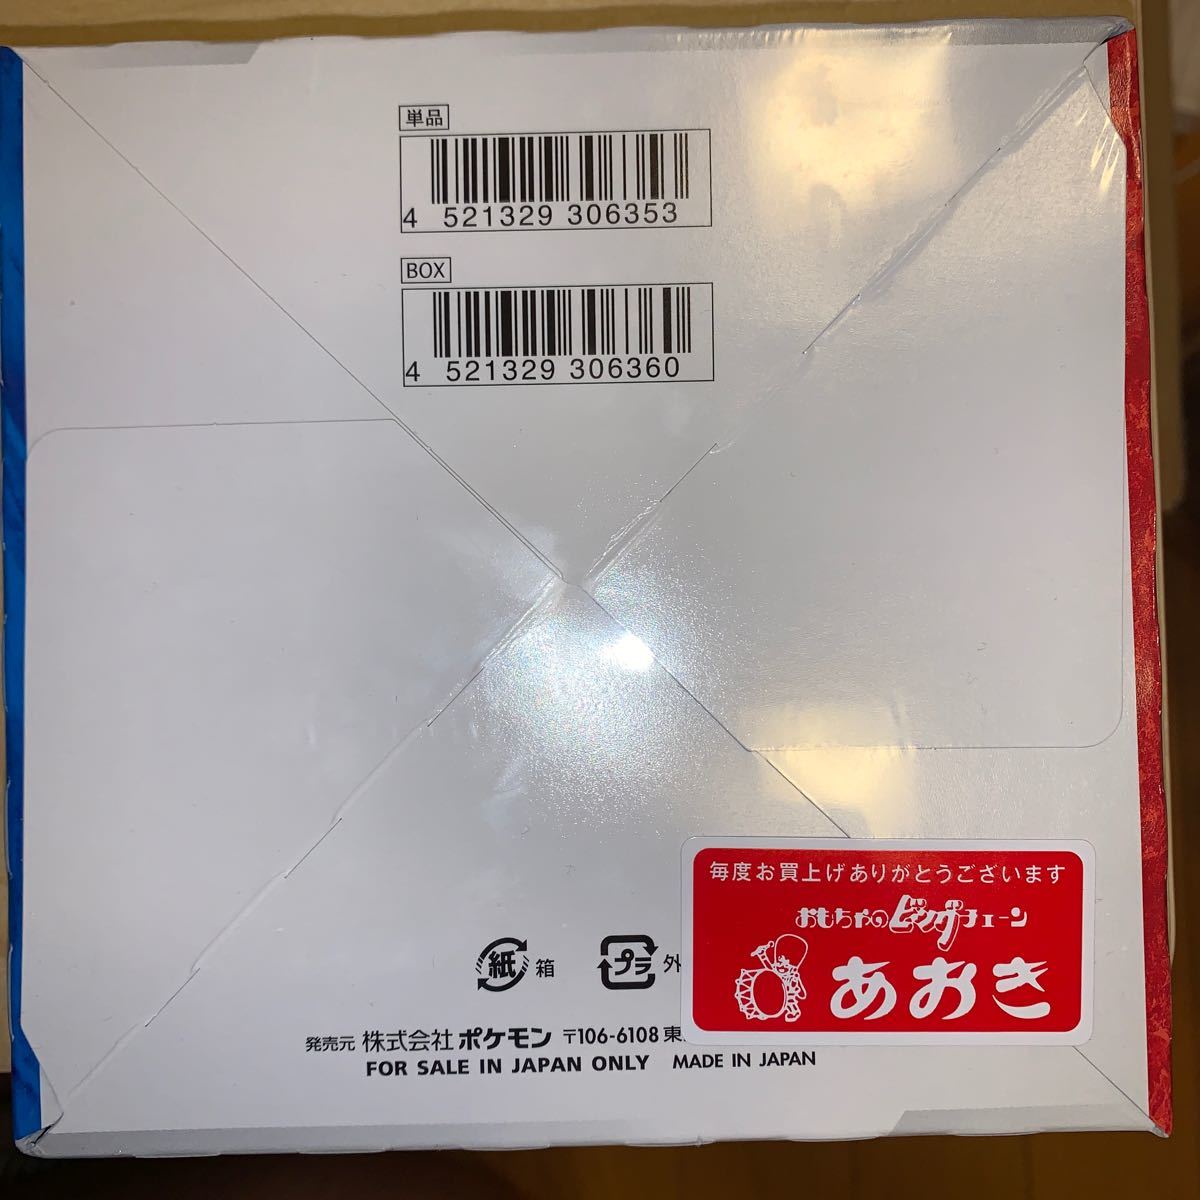 単品
4 521329 306353
BOX
4 521329 306360
毎度お買上げありがとうございます
おもちゃのビッグチェーン
あおき
紙 箱 プラ 外
発売元 株式会社 ポケモン 〒106-6108 東
FOR SALE IN JAPAN ONLY MADE IN JAPAN